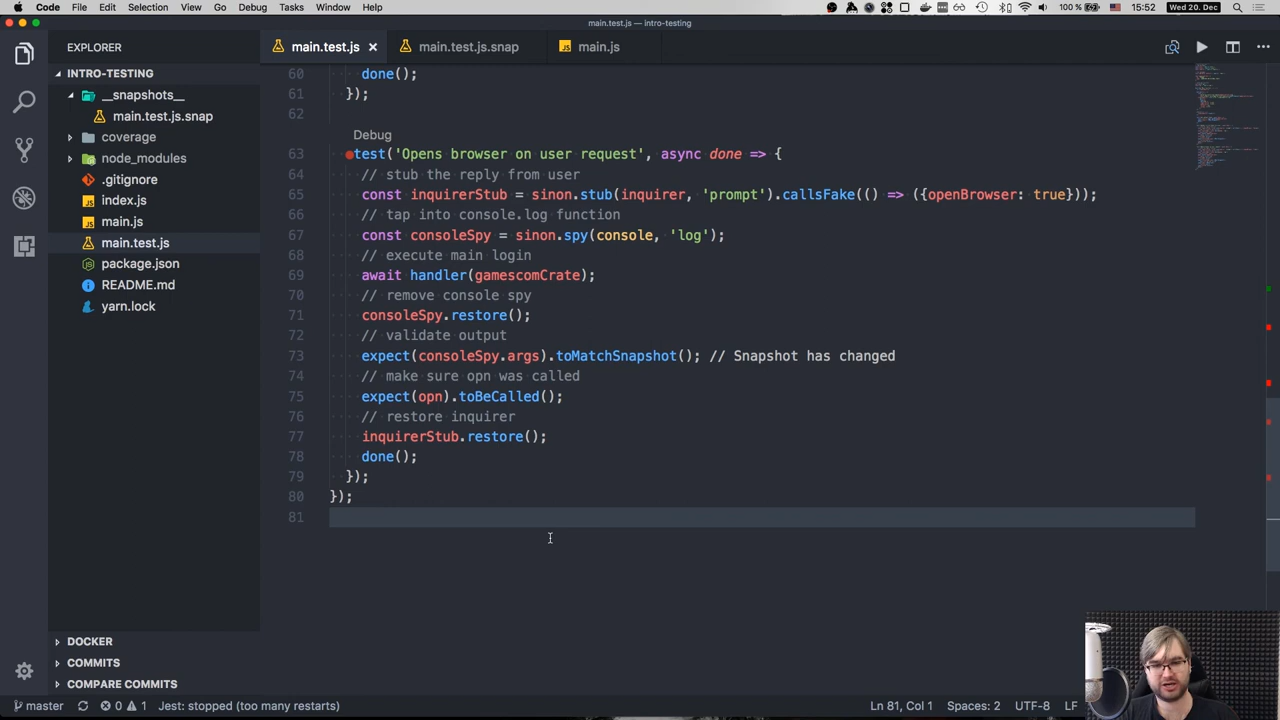 Code File Edit Selection View Go Debug Tasks Window Help 100 % 15:52 Wed 20. Dec
main.test.js — intro-testing
EXPLORER
main.test.js
main.test.js.snap
main.js
INTRO-TESTING
__snapshots__
main.test.js.snap
coverage
node_modules
.gitignore
index.js
main.js
main.test.js
package.json
README.md
yarn.lock
DOCKER
COMMITS
COMPARE COMMITS
60 done();
61 });
62
Debug
63 test('Opens browser on user request', async done => {
64 // stub the reply from user
65 const inquirerStub = sinon.stub(inquirer, 'prompt').callsFake(() => ({openBrowser: true}));
66 // tap into console.log function
67 const consoleSpy = sinon.spy(console, 'log');
68 // execute main login
69 await handler(gamescomCrate);
70 // remove console spy
71 consoleSpy.restore();
72 // validate output
73 expect(consoleSpy.args).toMatchSnapshot(); // Snapshot has changed
74 // make sure opn was called
75 expect(opn).toBeCalled();
76 // restore inquirer
77 inquirerStub.restore();
78 done();
79 });
80 });
81
master 0 1 Jest: stopped (too many restarts) Ln 81, Col 1 Spaces: 2 UTF-8 LF